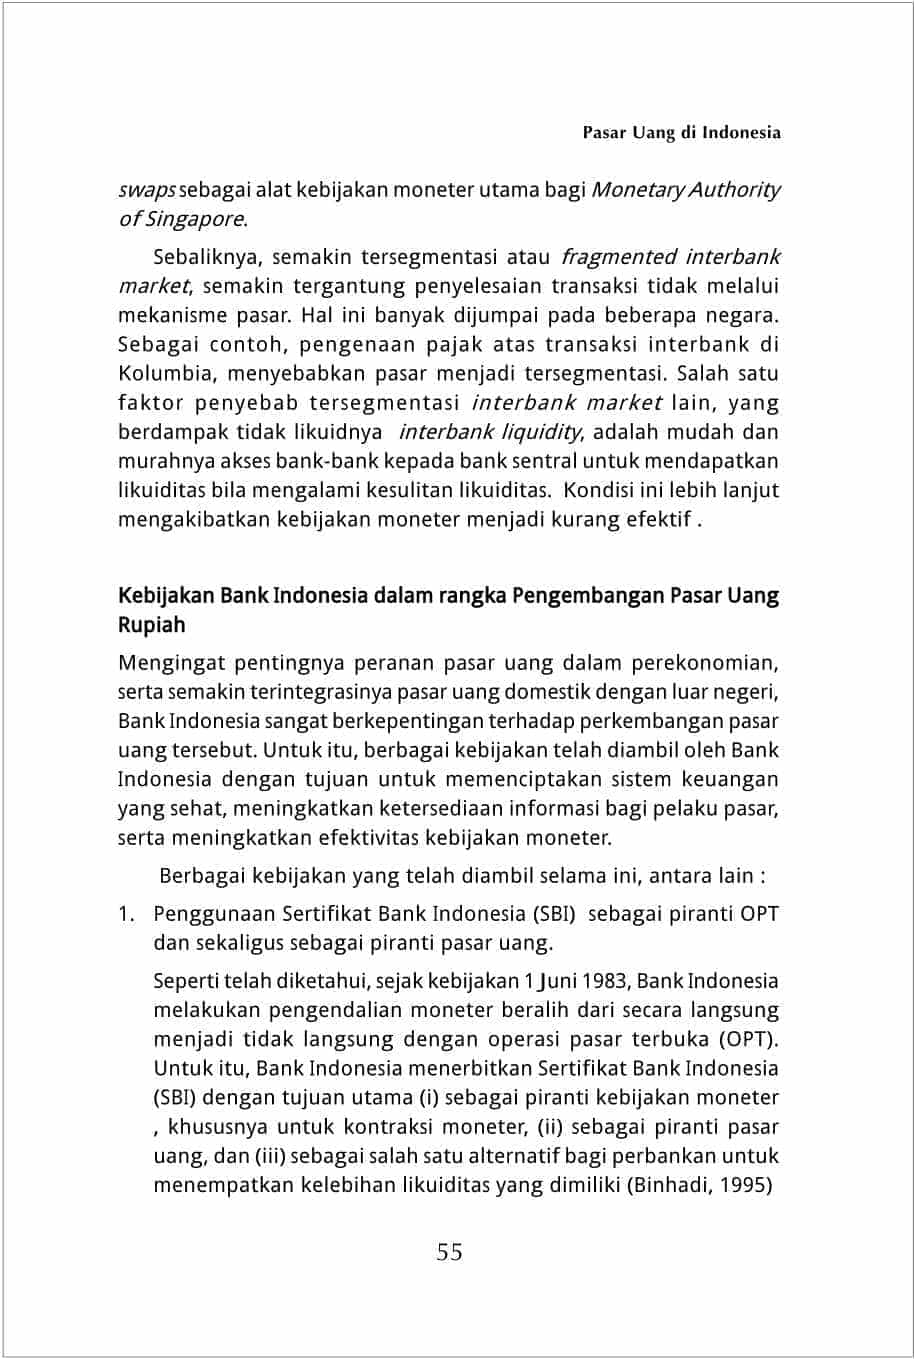 Pasar Uang di Indonesia
swaps sebagai alat kebijakan moneter utama bagi Monetary Authority
of Singapore.
Sebaliknya, semakin tersegmentasi atau fragmented interbank
market, semakin tergantung penyelesaian transaksi tidak melalui
mekanisme pasar. Hal ini banyak dijumpai pada beberapa negara.
Sebagai contoh, pengenaan pajak atas transaksi interbank di
Kolumbia, menyebabkan pasar menjadi tersegmentasi. Salah satu
faktor penyebab tersegmentasi interbank market lain, yang
berdampak tidak likuidnya interbank liquidity, adalah mudah dan
murahnya akses bank-bank kepada bank sentral untuk mendapatkan
likuiditas bila mengalami kesulitan likuiditas. Kondisi ini lebih lanjut
mengakibatkan kebijakan moneter menjadi kurang efektif .
Kebijakan Bank Indonesia dalam rangka Pengembangan Pasar Uang
Rupiah
Mengingat pentingnya peranan pasar uang dalam perekonomian,
serta semakin terintegrasinya pasar uang domestik dengan luar negeri,
Bank Indonesia sangat berkepentingan terhadap perkembangan pasar
uang tersebut. Untuk itu, berbagai kebijakan telah diambil oleh Bank
Indonesia dengan tujuan untuk memenciptakan sistem keuangan
yang sehat, meningkatkan ketersediaan informasi bagi pelaku pasar,
serta meningkatkan efektivitas kebijakan moneter.
Berbagai kebijakan yang telah diambil selama ini, antara lain :
1. Penggunaan Sertifikat Bank Indonesia (SBI) sebagai piranti OPT
dan sekaligus sebagai piranti pasar uang.
Seperti telah diketahui, sejak kebijakan 1 Juni 1983, Bank Indonesia
melakukan pengendalian moneter beralih dari secara langsung
menjadi tidak langsung dengan operasi pasar terbuka (OPT).
Untuk itu, Bank Indonesia menerbitkan Sertifikat Bank Indonesia
(SBI) dengan tujuan utama (i) sebagai piranti kebijakan moneter
, khususnya untuk kontraksi moneter, (ii) sebagai piranti pasar
uang, dan (iii) sebagai salah satu alternatif bagi perbankan untuk
menempatkan kelebihan likuiditas yang dimiliki (Binhadi, 1995)
55